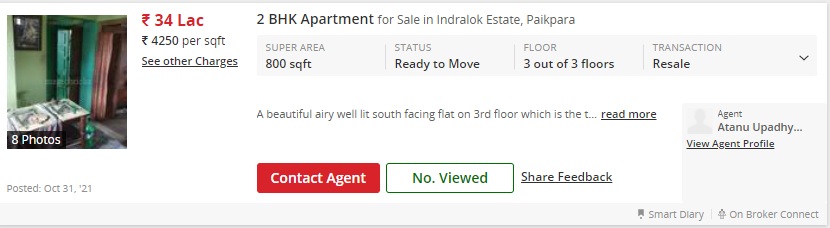 ₹ 34 Lac
₹ 4250 per sqft
See other Charges
8 Photos
Posted: Oct 31, '21
2 BHK Apartment for Sale in Indralok Estate, Paikpara
SUPER AREA
800 sqft
STATUS
Ready to Move
FLOOR
3 out of 3 floors
TRANSACTION
Resale
A beautiful airy well lit south facing flat on 3rd floor which is the t... read more
Agent
Atanu Upadhy...
View Agent Profile
Contact Agent
No. Viewed
Share Feedback
Smart Diary
On Broker Connect